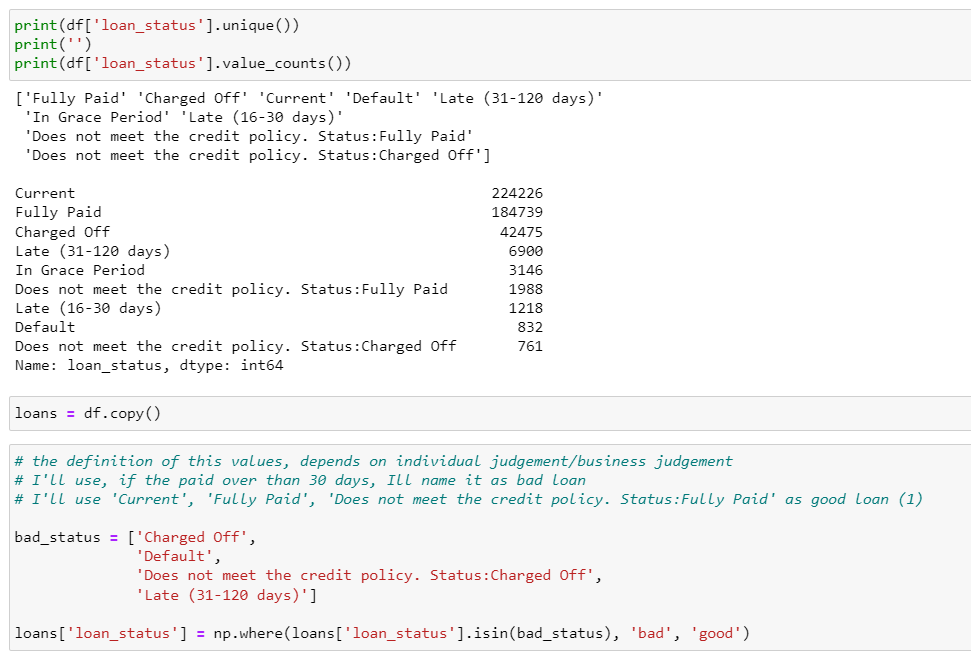 print(df['loan_status'].unique())
print('')
print(df['loan_status'].value_counts())
['Fully Paid' 'Charged Off' 'Current' 'Default' 'Late (31-120 days)'
 'In Grace Period' 'Late (16-30 days)'
 'Does not meet the credit policy. Status:Fully Paid'
 'Does not meet the credit policy. Status:Charged Off']
Current                                                224226
Fully Paid                                             184739
Charged Off                                             42475
Late (31-120 days)                                       6900
In Grace Period                                          3146
Does not meet the credit policy. Status:Fully Paid       1988
Late (16-30 days)                                        1218
Default                                                   832
Does not meet the credit policy. Status:Charged Off       761
Name: loan_status, dtype: int64
loans = df.copy()
# the definition of this values, depends on individual judgement/business judgement
# I'll use, if the paid over than 30 days, Ill name it as bad loan
# I'll use 'Current', 'Fully Paid', 'Does not meet the credit policy. Status:Fully Paid' as good loan (1)
bad_status = ['Charged Off',
              'Default',
              'Does not meet the credit policy. Status:Charged Off',
              'Late (31-120 days)']
loans['loan_status'] = np.where(loans['loan_status'].isin(bad_status), 'bad', 'good')